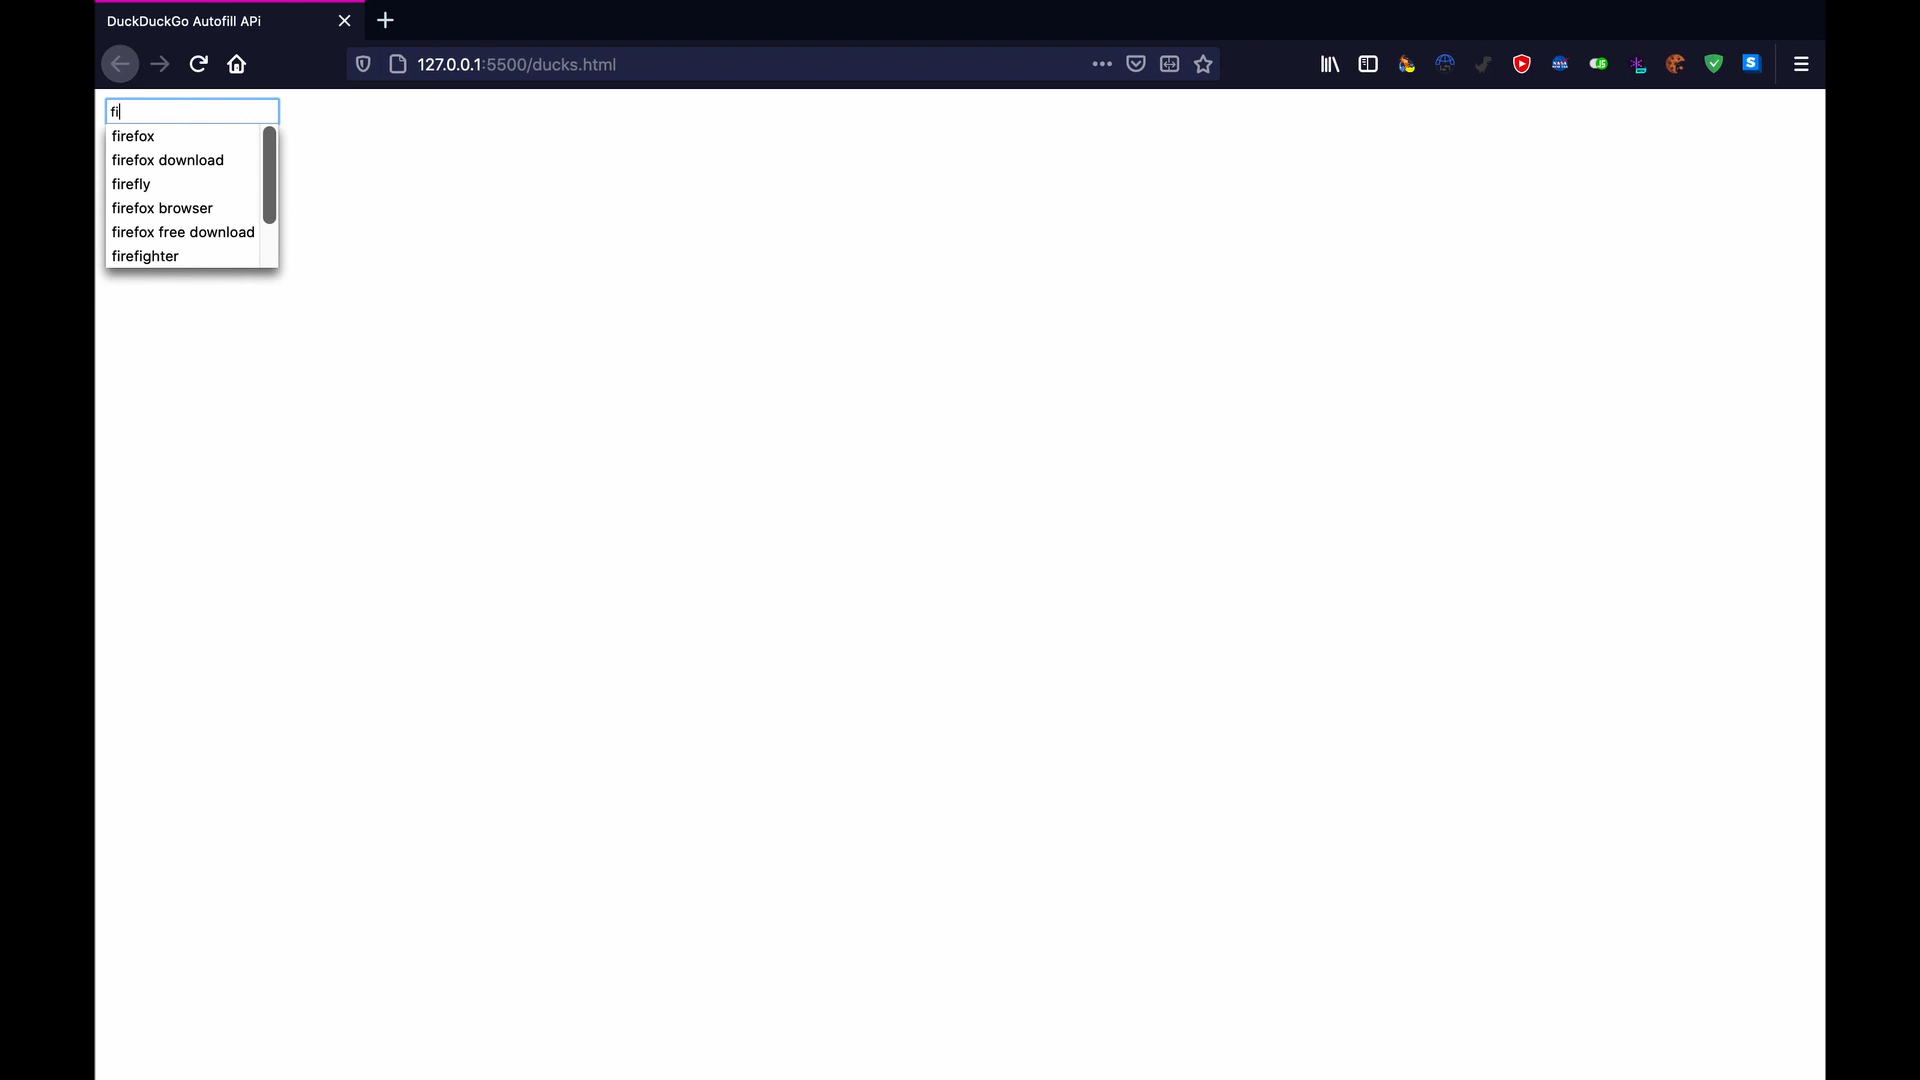 DuckDuckGo Autofill APi
127.0.0.1:5500/ducks.html
fi
firefox
firefox download
firefly
firefox browser
firefox free download
firefighter